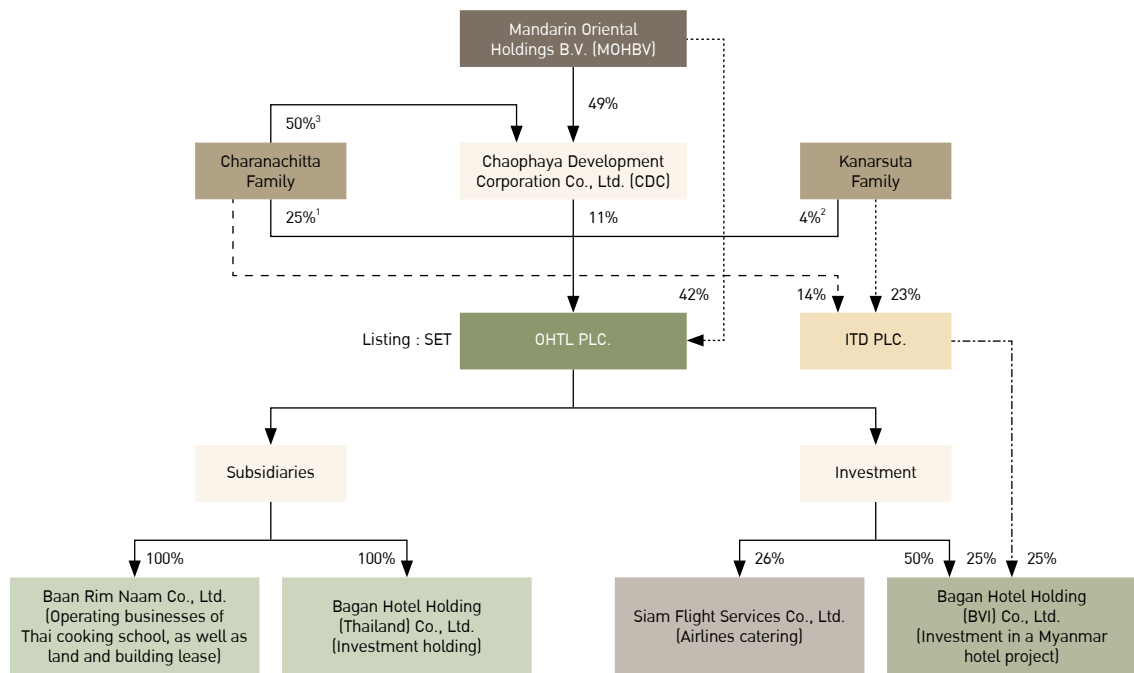 Mandarin Oriental
Holdings B.V. (MOHBV)
49%
50%³
Charanachitta
Family
Chaophaya Development
Corporation Co., Ltd. (CDC)
Kanarsuta
Family
25%¹
11%
4%²
42%
14%
23%
Listing : SET
OHTL PLC.
ITD PLC.
Subsidiaries
Investment
100%
100%
26%
50%
25%
25%
Baan Rim Naam Co., Ltd.
(Operating businesses of
Thai cooking school, as well as
land and building lease)
Bagan Hotel Holding
(Thailand) Co., Ltd.
(Investment holding)
Siam Flight Services Co., Ltd.
(Airlines catering)
Bagan Hotel Holding
(BVI) Co., Ltd.
(Investment in a Myanmar
hotel project)